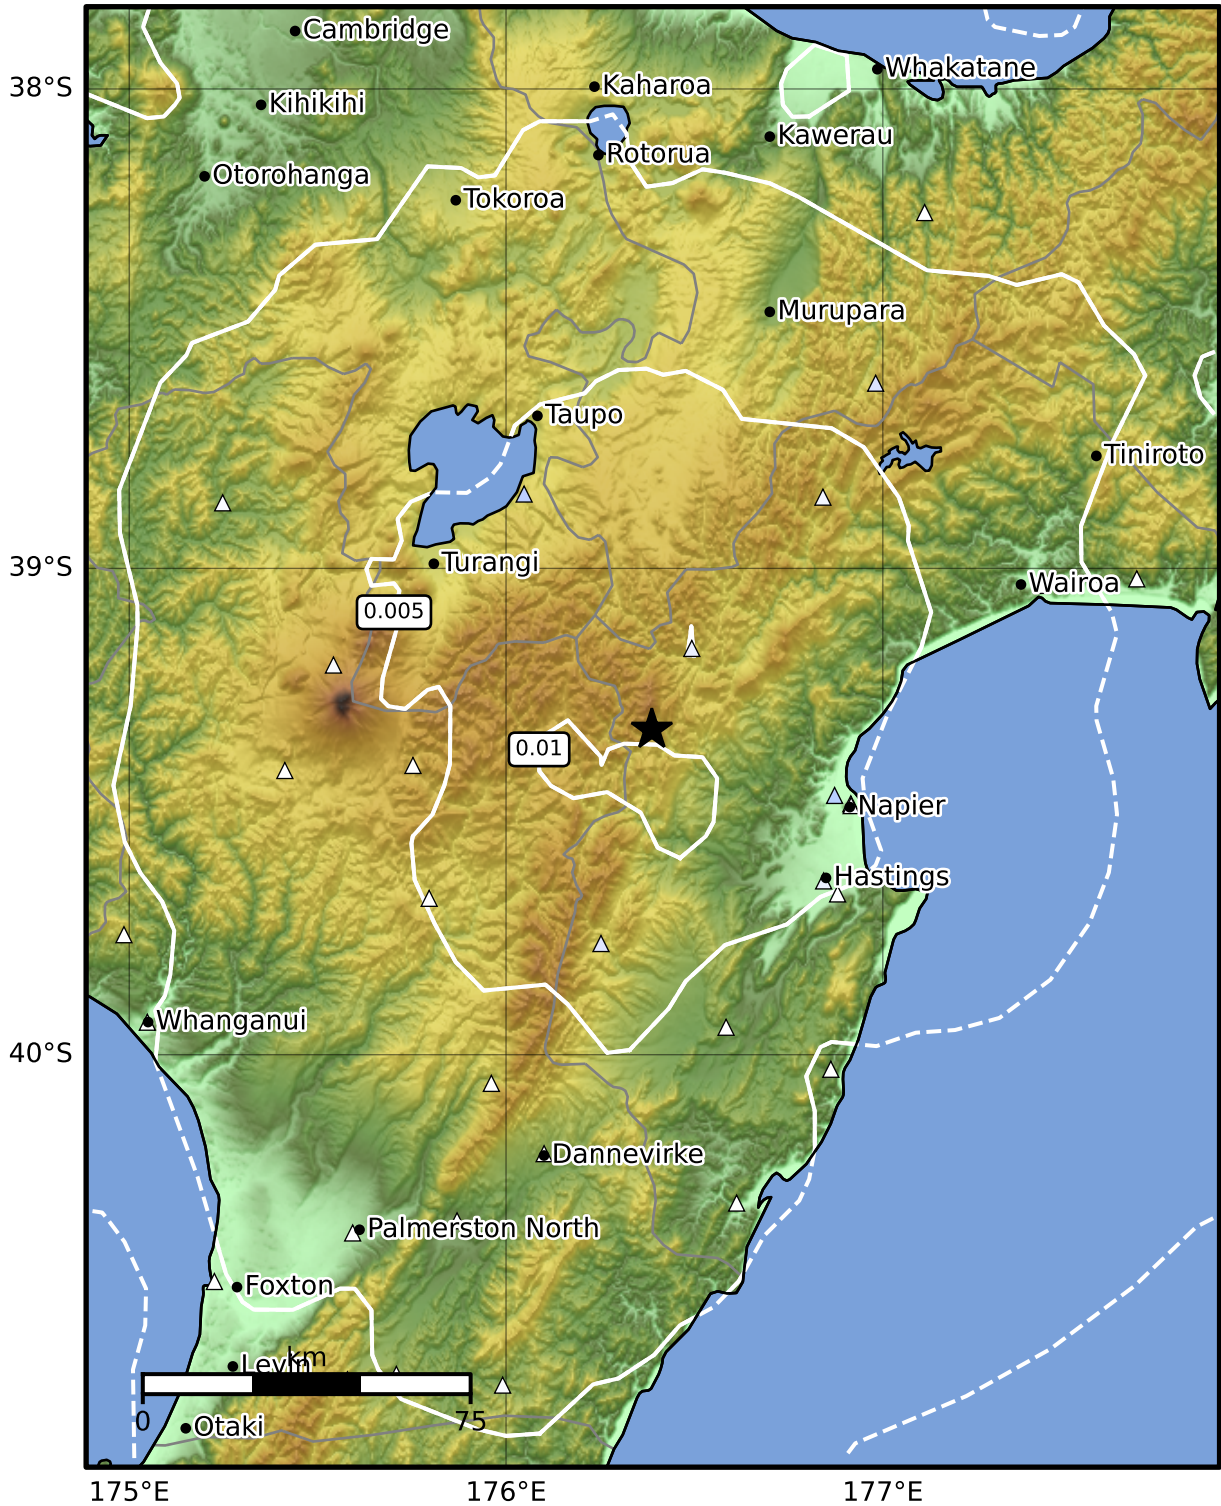 Cambridge
Kaharoa
Whakatane
38°S
Kihikihi
Kawerau
Rotorua
Otorohanga
Tokoroa
Murupara
Taupo
Tiniroto
Turangi
39°S
Wairoa
0.005
0.01
Napier
Hastings
Whanganui
40°S
Dannevirke
Palmerston North
Foxton
km
Levin
0
75
Otaki
175°E
176°E
177°E